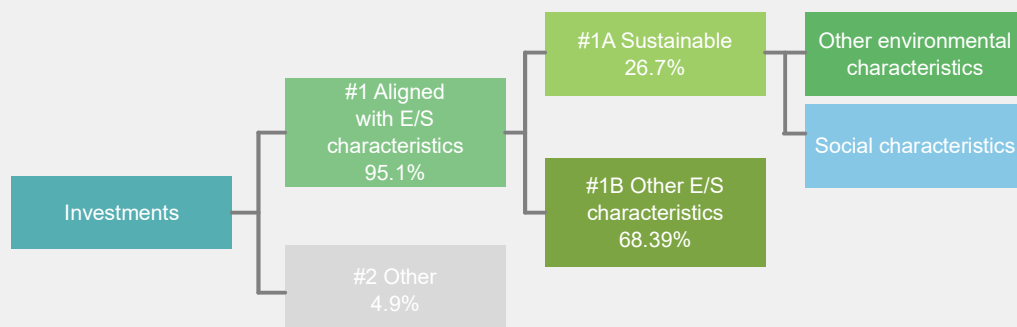 Investments
#1 Aligned
with E/S
characteristics
95.1%
#2 Other
4.9%
#1A Sustainable
26.7%
#1B Other E/S
characteristics
68.39%
Other environmental
characteristics
Social characteristics